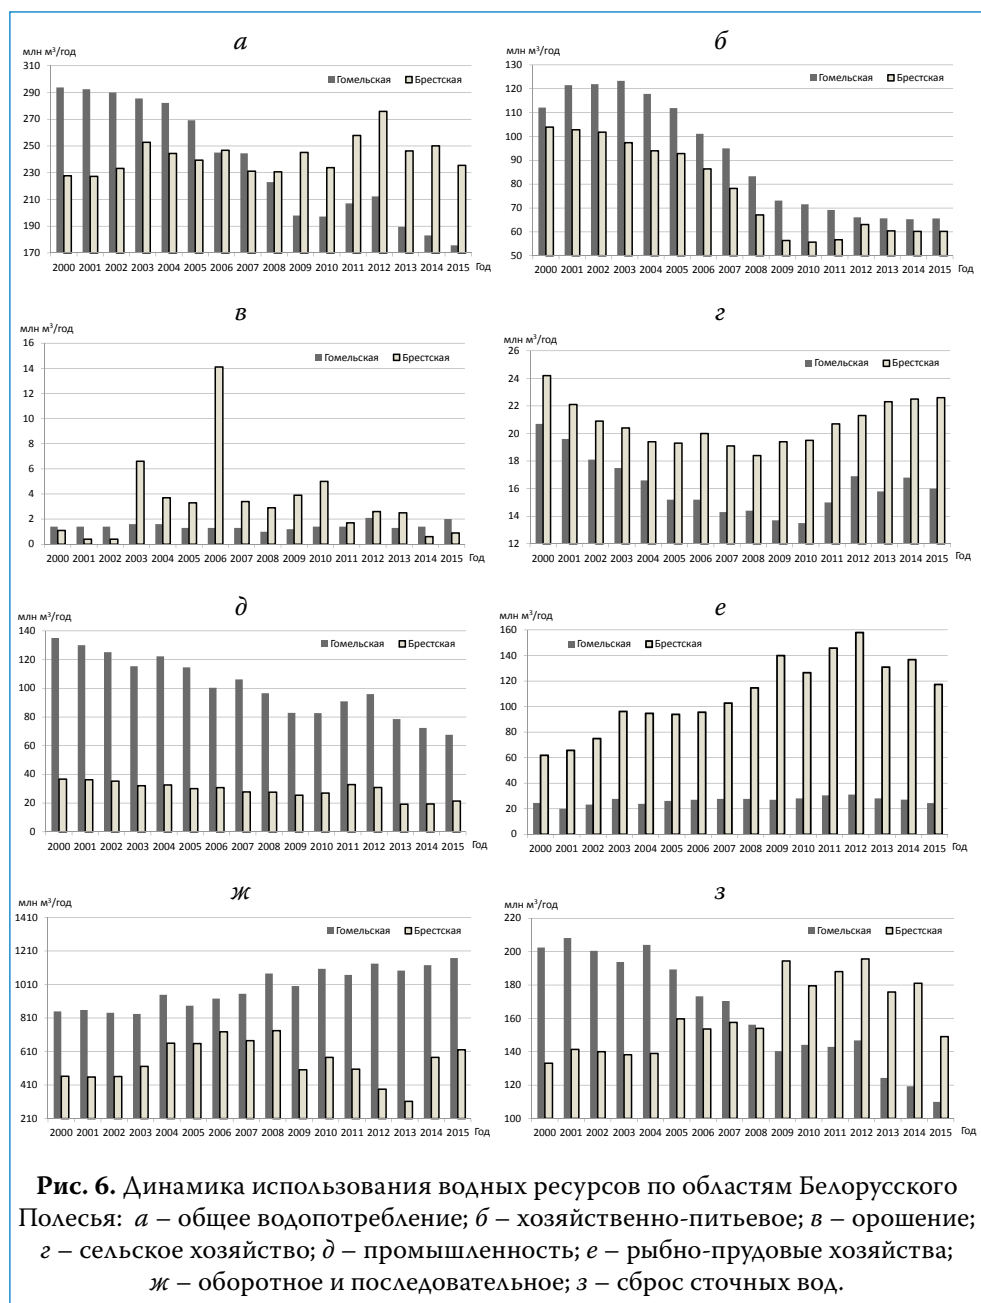 а
млн м³/год
310
290
270
250
230
210
190
170
Гомельская Брестская
2000 2001 2002 2003 2004 2005 2006 2007 2008 2009 2010 2011 2012 2013 2014 2015 Год
б
млн м³/год
130
120
110
100
90
80
70
60
50
Гомельская Брестская
2000 2001 2002 2003 2004 2005 2006 2007 2008 2009 2010 2011 2012 2013 2014 2015 Год
в
млн м³/год
16
14
12
10
8
6
4
2
0
Гомельская Брестская
2000 2001 2002 2003 2004 2005 2006 2007 2008 2009 2010 2011 2012 2013 2014 2015 Год
г
млн м³/год
26
24
22
20
18
16
14
12
Гомельская Брестская
2000 2001 2002 2003 2004 2005 2006 2007 2008 2009 2010 2011 2012 2013 2014 2015 Год
д
млн м³/год
140
120
100
80
60
40
20
0
Гомельская Брестская
2000 2001 2002 2003 2004 2005 2006 2007 2008 2009 2010 2011 2012 2013 2014 2015 Год
е
млн м³/год
160
140
120
100
80
60
40
20
0
Гомельская Брестская
2000 2001 2002 2003 2004 2005 2006 2007 2008 2009 2010 2011 2012 2013 2014 2015 Год
ж
млн м³/год
1410
1210
1010
810
610
410
210
Гомельская Брестская
2000 2001 2002 2003 2004 2005 2006 2007 2008 2009 2010 2011 2012 2013 2014 2015 Год
з
млн м³/год
220
200
180
160
140
120
100
Гомельская Брестская
2000 2001 2002 2003 2004 2005 2006 2007 2008 2009 2010 2011 2012 2013 2014 2015 Год
Рис. 6. Динамика использования водных ресурсов по областям Белорусского
Полесья: а – общее водопотребление; б – хозяйственно-питьевое; в – орошение;
г – сельское хозяйство; д – промышленность; е – рыбно-прудовые хозяйства;
ж – оборотное и последовательное; з – сброс сточных вод.